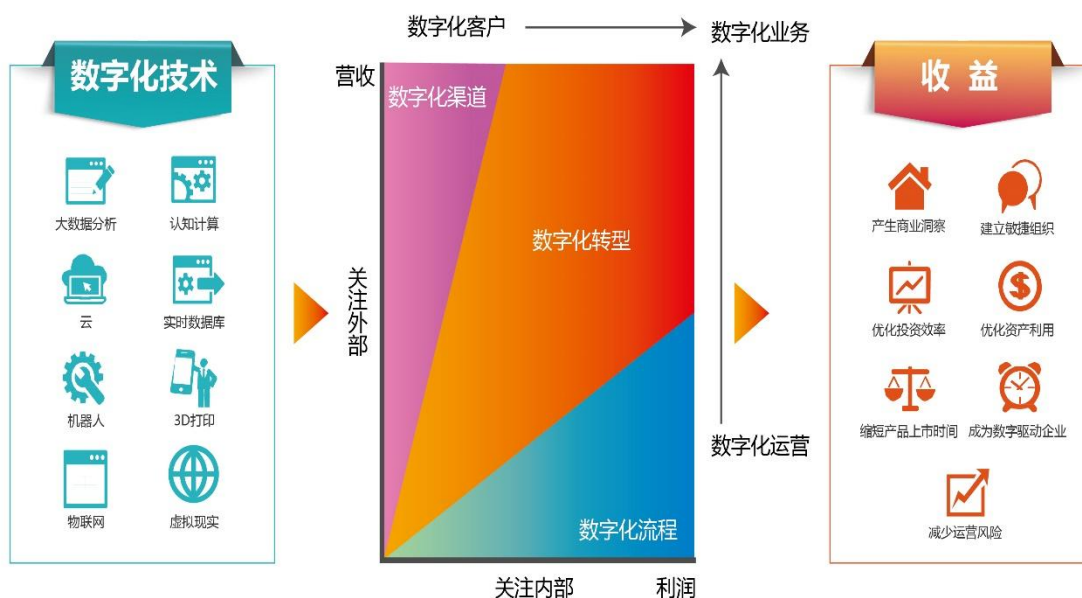 数字化技术
大数据分析
认知计算
云
实时数据库
机器人
3D打印
物联网
虚拟现实
数字化客户
数字化业务
营收
数字化渠道
数字化转型
关注外部
数字化运营
数字化流程
关注内部
利润
收 益
产生商业洞察
建立敏捷组织
优化投资效率
优化资产利用
缩短产品上市时间
成为数字驱动企业
减少运营风险